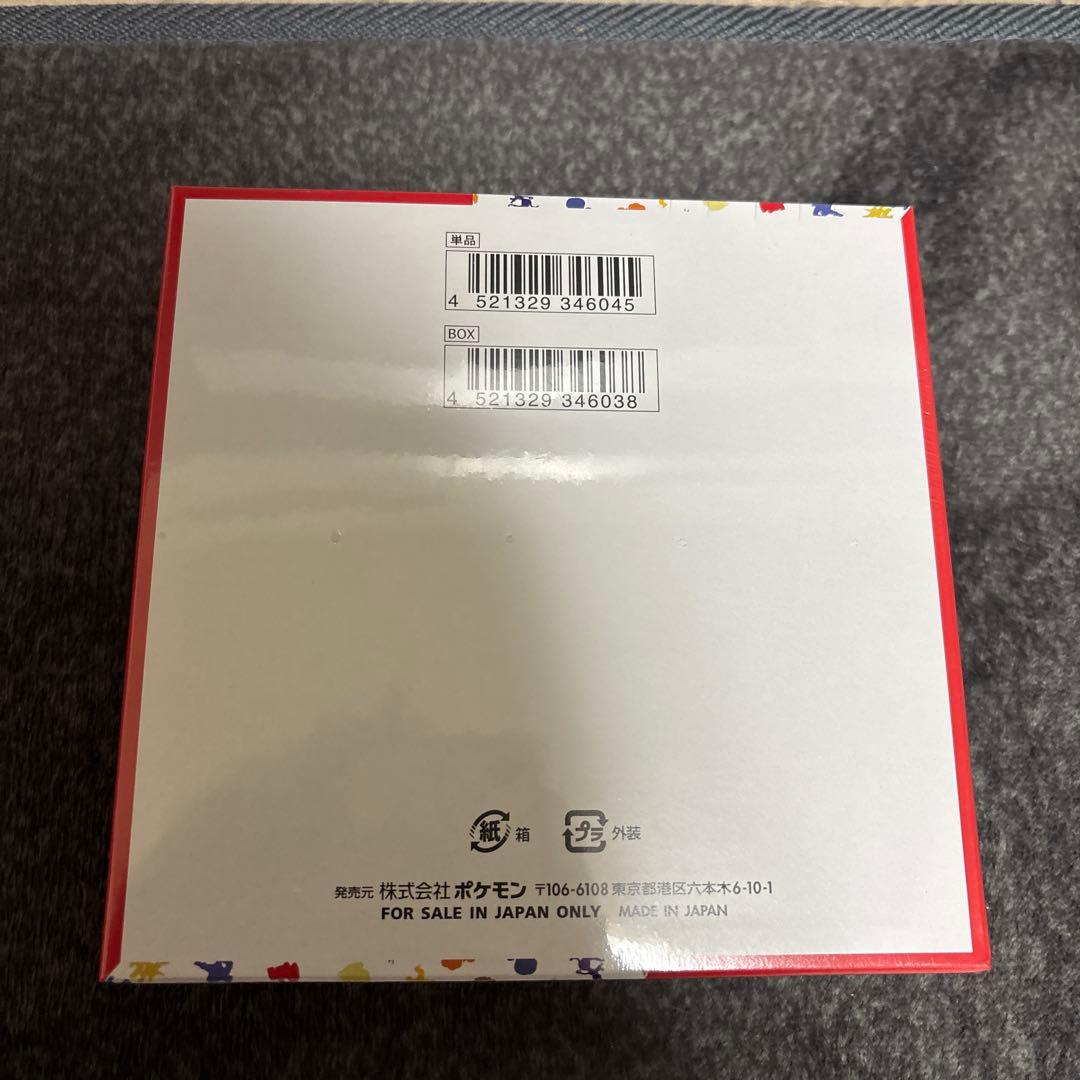 単品
4 521329 346045
BOX
4 521329 346038
紙 箱 プラ 外装
発売元 株式会社 ポケモン 〒106-6108 東京都港区六本木6-10-1
FOR SALE IN JAPAN ONLY MADE IN JAPAN